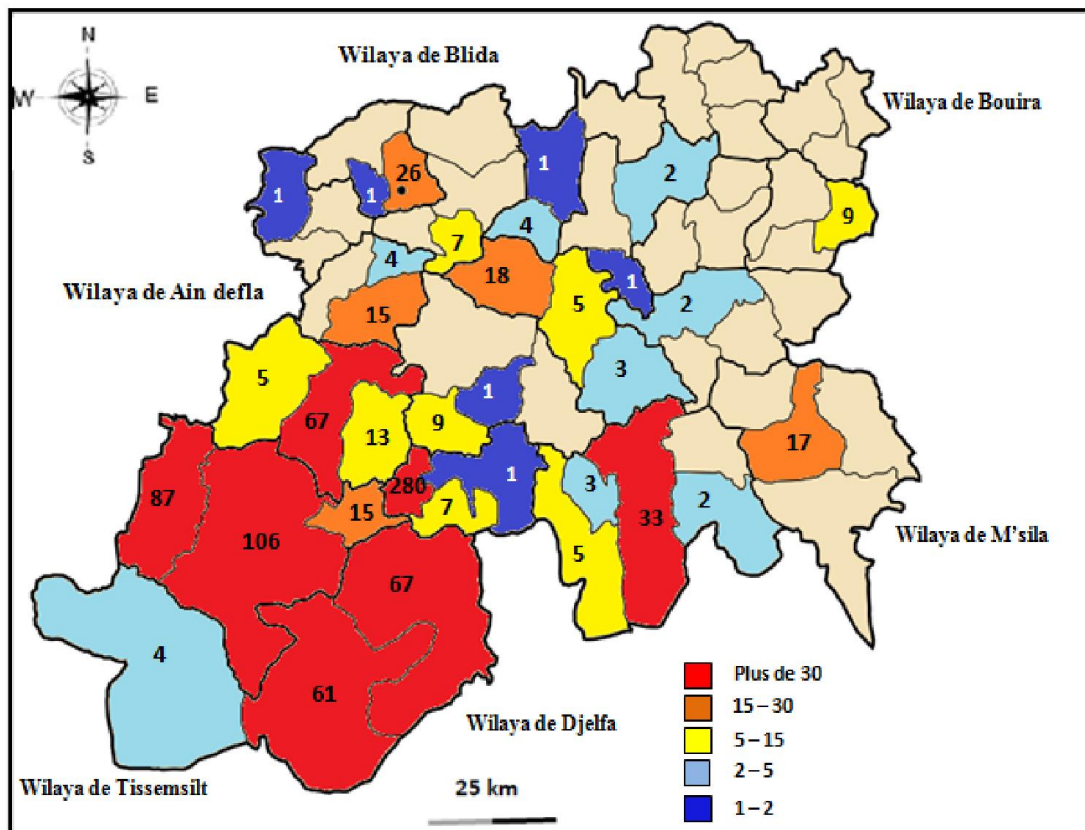 N
Wilaya de Blida
W
E
Wilaya de Bouira
S
26
1
1
1
2
9
4
7
4
18
1
Wilaya de Ain defla
2
15
5
5
3
1
67
13
9
17
87
280
1
3
2
15
7
33
106
5
Wilaya de M'sila
67
4
61
Plus de 30
15 – 30
Wilaya de Djelfa
5 – 15
2 – 5
Wilaya de Tissemsilt
25 km
1 – 2